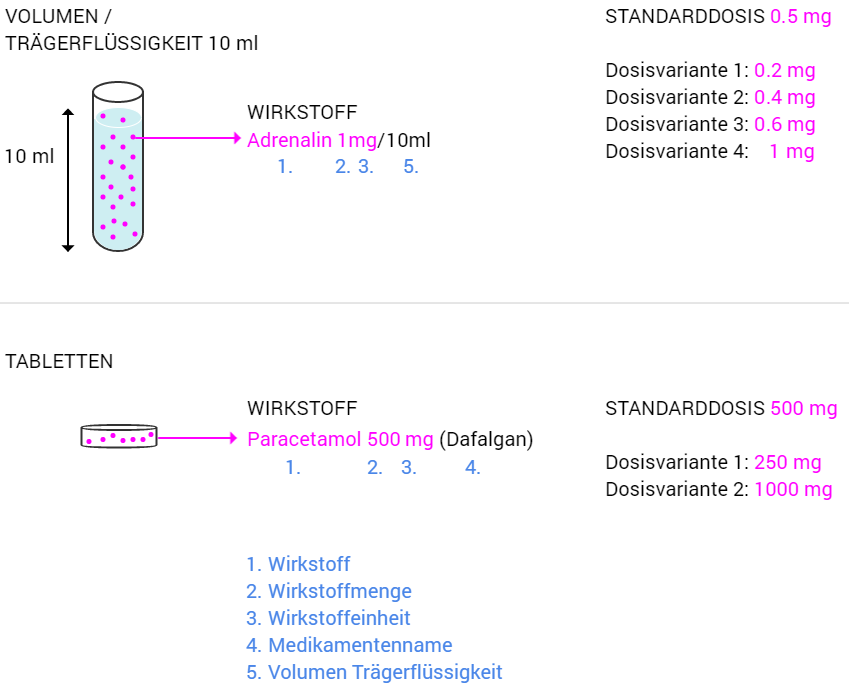 VOLUMEN /
TRÄGERFLÜSSIGKEIT 10 ml
10 ml
WIRKSTOFF
Adrenalin 1mg/10ml
1. 2. 3. 5.
STANDARDDOSIS 0.5 mg
Dosisvariante 1: 0.2 mg
Dosisvariante 2: 0.4 mg
Dosisvariante 3: 0.6 mg
Dosisvariante 4: 1 mg
TABLETTEN
WIRKSTOFF
Paracetamol 500 mg (Dafalgan)
1. 2. 3. 4.
STANDARDDOSIS 500 mg
Dosisvariante 1: 250 mg
Dosisvariante 2: 1000 mg
1. Wirkstoff
2. Wirkstoffmenge
3. Wirkstoffeinheit
4. Medikamentenname
5. Volumen Trägerflüssigkeit